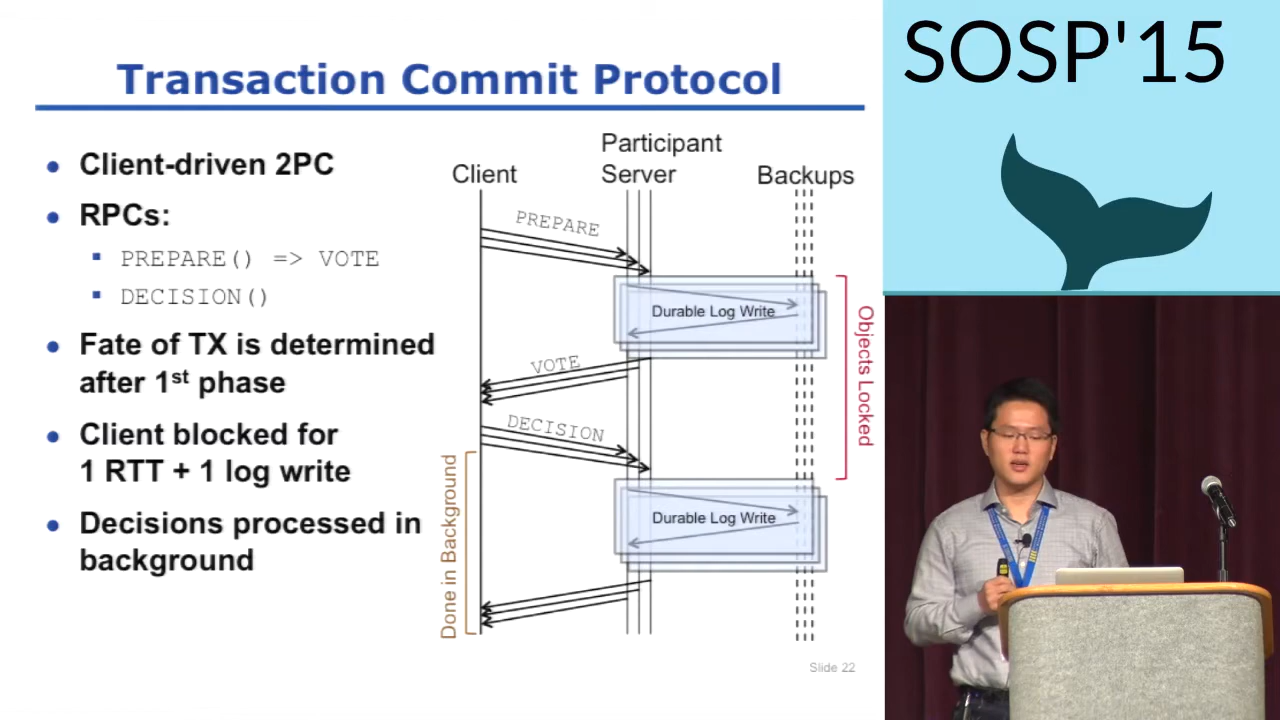 Transaction Commit Protocol
Client-driven 2PC
RPCs:
PREPARE() => VOTE
DECISION()
Fate of TX is determined
after 1st phase
Client blocked for
1 RTT + 1 log write
Decisions processed in
background
Client
Participant
Server
Backups
PREPARE
Durable Log Write
VOTE
DECISION
Durable Log Write
Objects Locked
Done in Background
Slide 22
SOSP'15